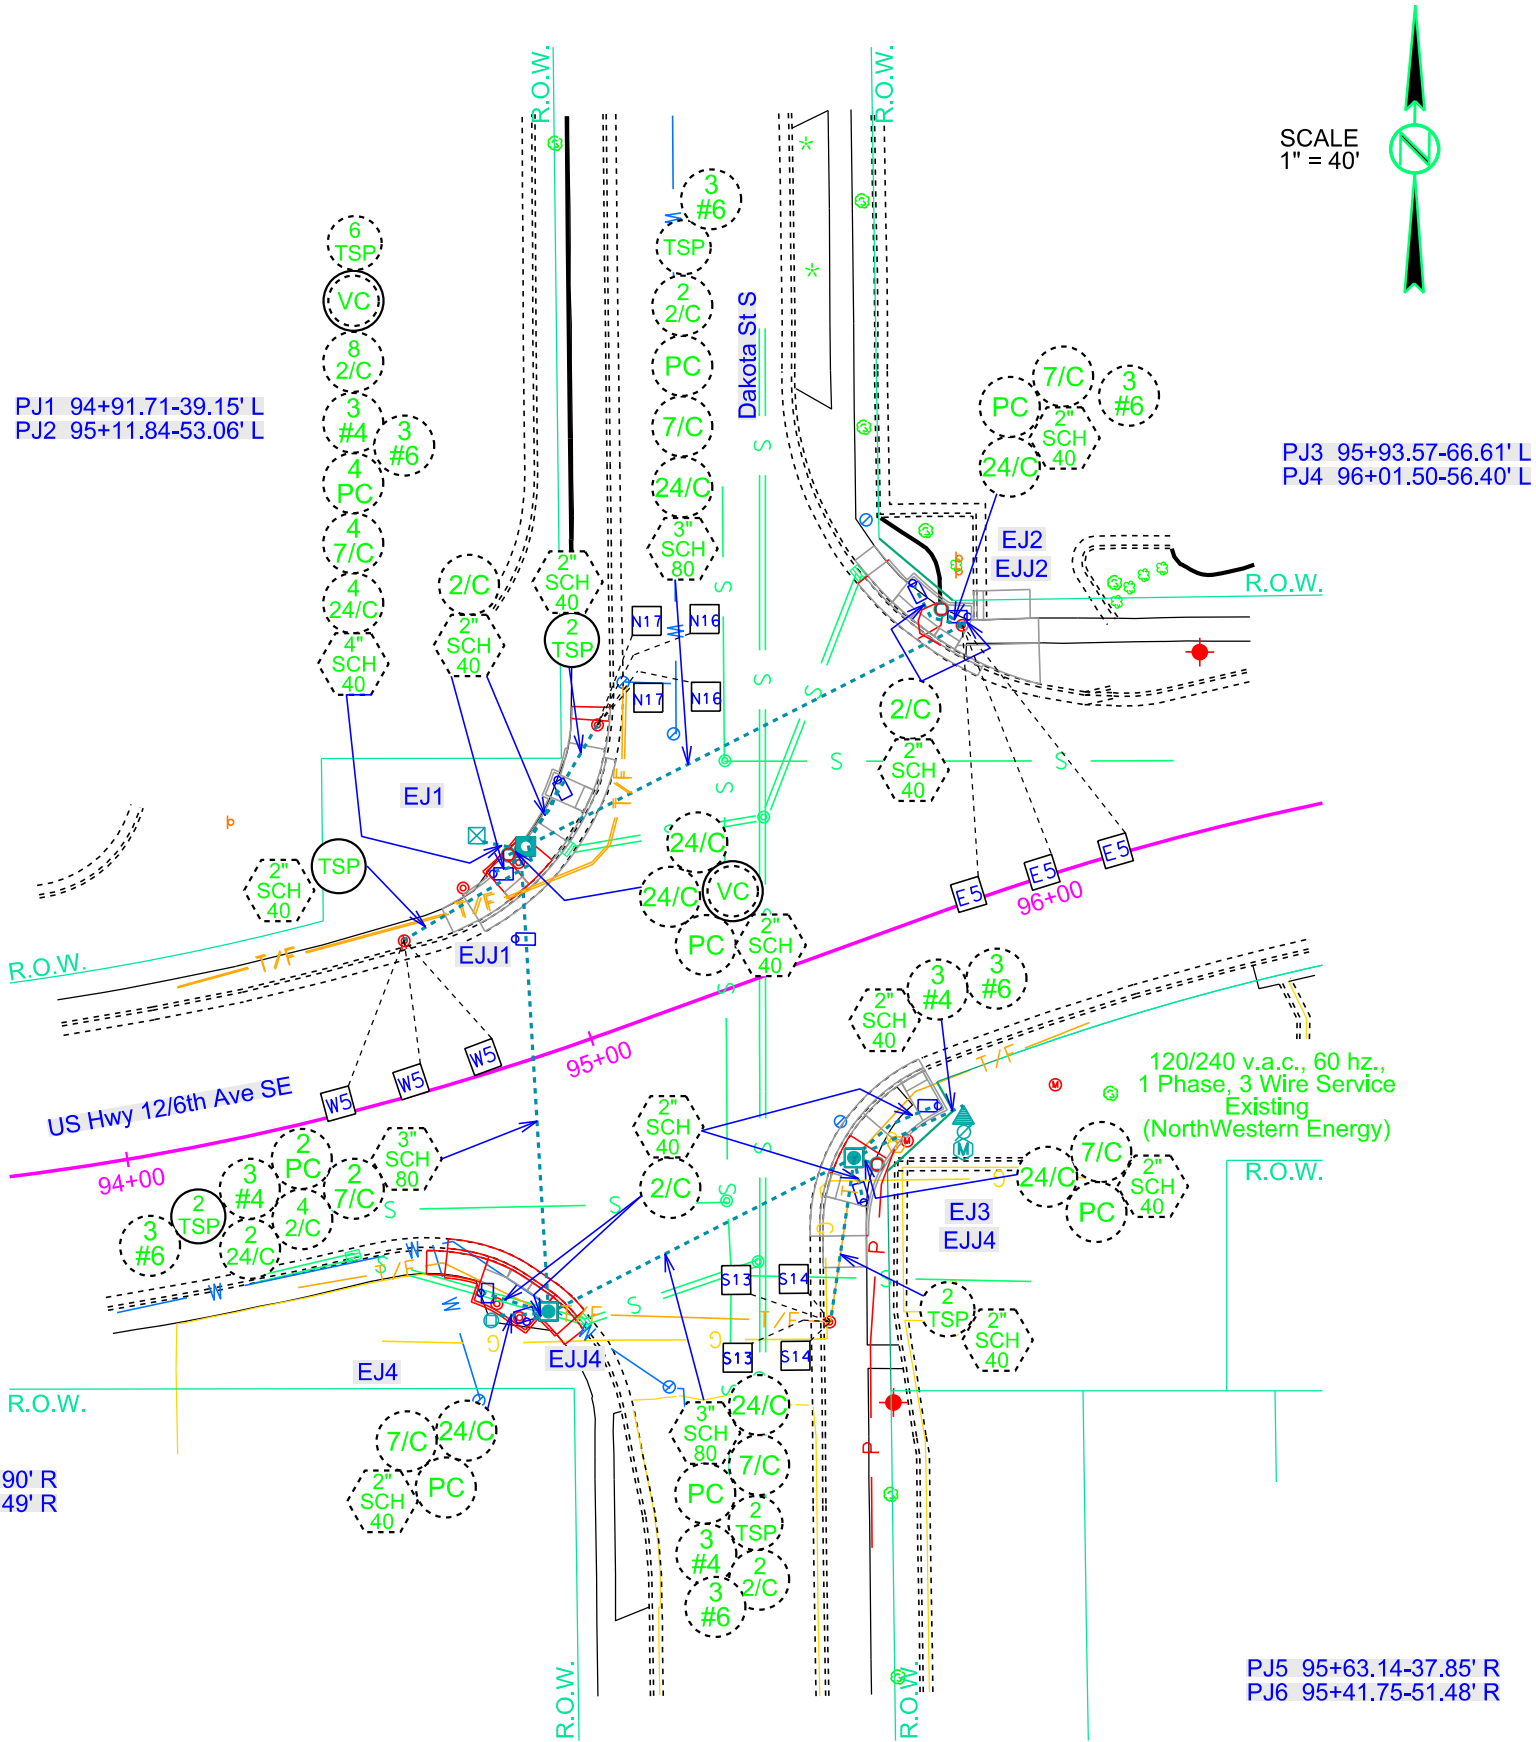 R.O.W.
R.O.W.
SCALE
1" = 40'
6
TSP
VC
8
2/C
3
#4
3
#6
4
PC
4
7/C
4
24/C
4"
SCH
40
PJ1 94+91.71-39.15' L
PJ2 95+11.84-53.06' L
3
#6
W
TSP
2
2/C
PC
7/C
24/C
3"
SCH
80
Dakota St S
7/C
3
#6
PC
2"
SCH
40
24/C
PJ3 95+93.57-66.61' L
PJ4 96+01.50-56.40' L
EJ2
EJJ2
R.O.W.
2/C
2"
SCH
40
2"
SCH
40
2
TSP
N17
N16
N17
N16
W
S
S
S
S
S
S
S
S
S
2/C
2"
SCH
40
EJ1
T/F
TSP
2"
SCH
40
T/F
24/C
24/C
VC
PC
2"
SCH
40
E5
E5
E5
96+00
R.O.W.
T/F
EJJ1
S
3
#4
3
#6
2"
SCH
40
W5
W5
W5
95+00
94+00
US Hwy 12/6th Ave SE
T/F
M
120/240 v.a.c., 60 hz.,
1 Phase, 3 Wire Service
Existing
(NorthWestern Energy)
M
M
R.O.W.
2"
SCH
40
2/C
3"
SCH
80
2
PC
2
7/C
3
#4
2
TSP
3
#6
2
24/C
4
2/C
7/C
24/C
2"
SCH
40
PC
G
EJ3
EJJ4
P
S
S
S
S
S
S
S
G
W
W
W
T/F
T/F
T/F
S13
S14
S13
S14
2
TSP
2"
SCH
40
EJ4
EJJ4
G
R.O.W.
7/C
24/C
2"
SCH
40
PC
3"
SCH
80
24/C
7/C
PC
2
TSP
3
#4
2
2/C
3
#6
P
90' R
49' R
PJ5 95+63.14-37.85' R
PJ6 95+41.75-51.48' R
R.O.W.
R.O.W.